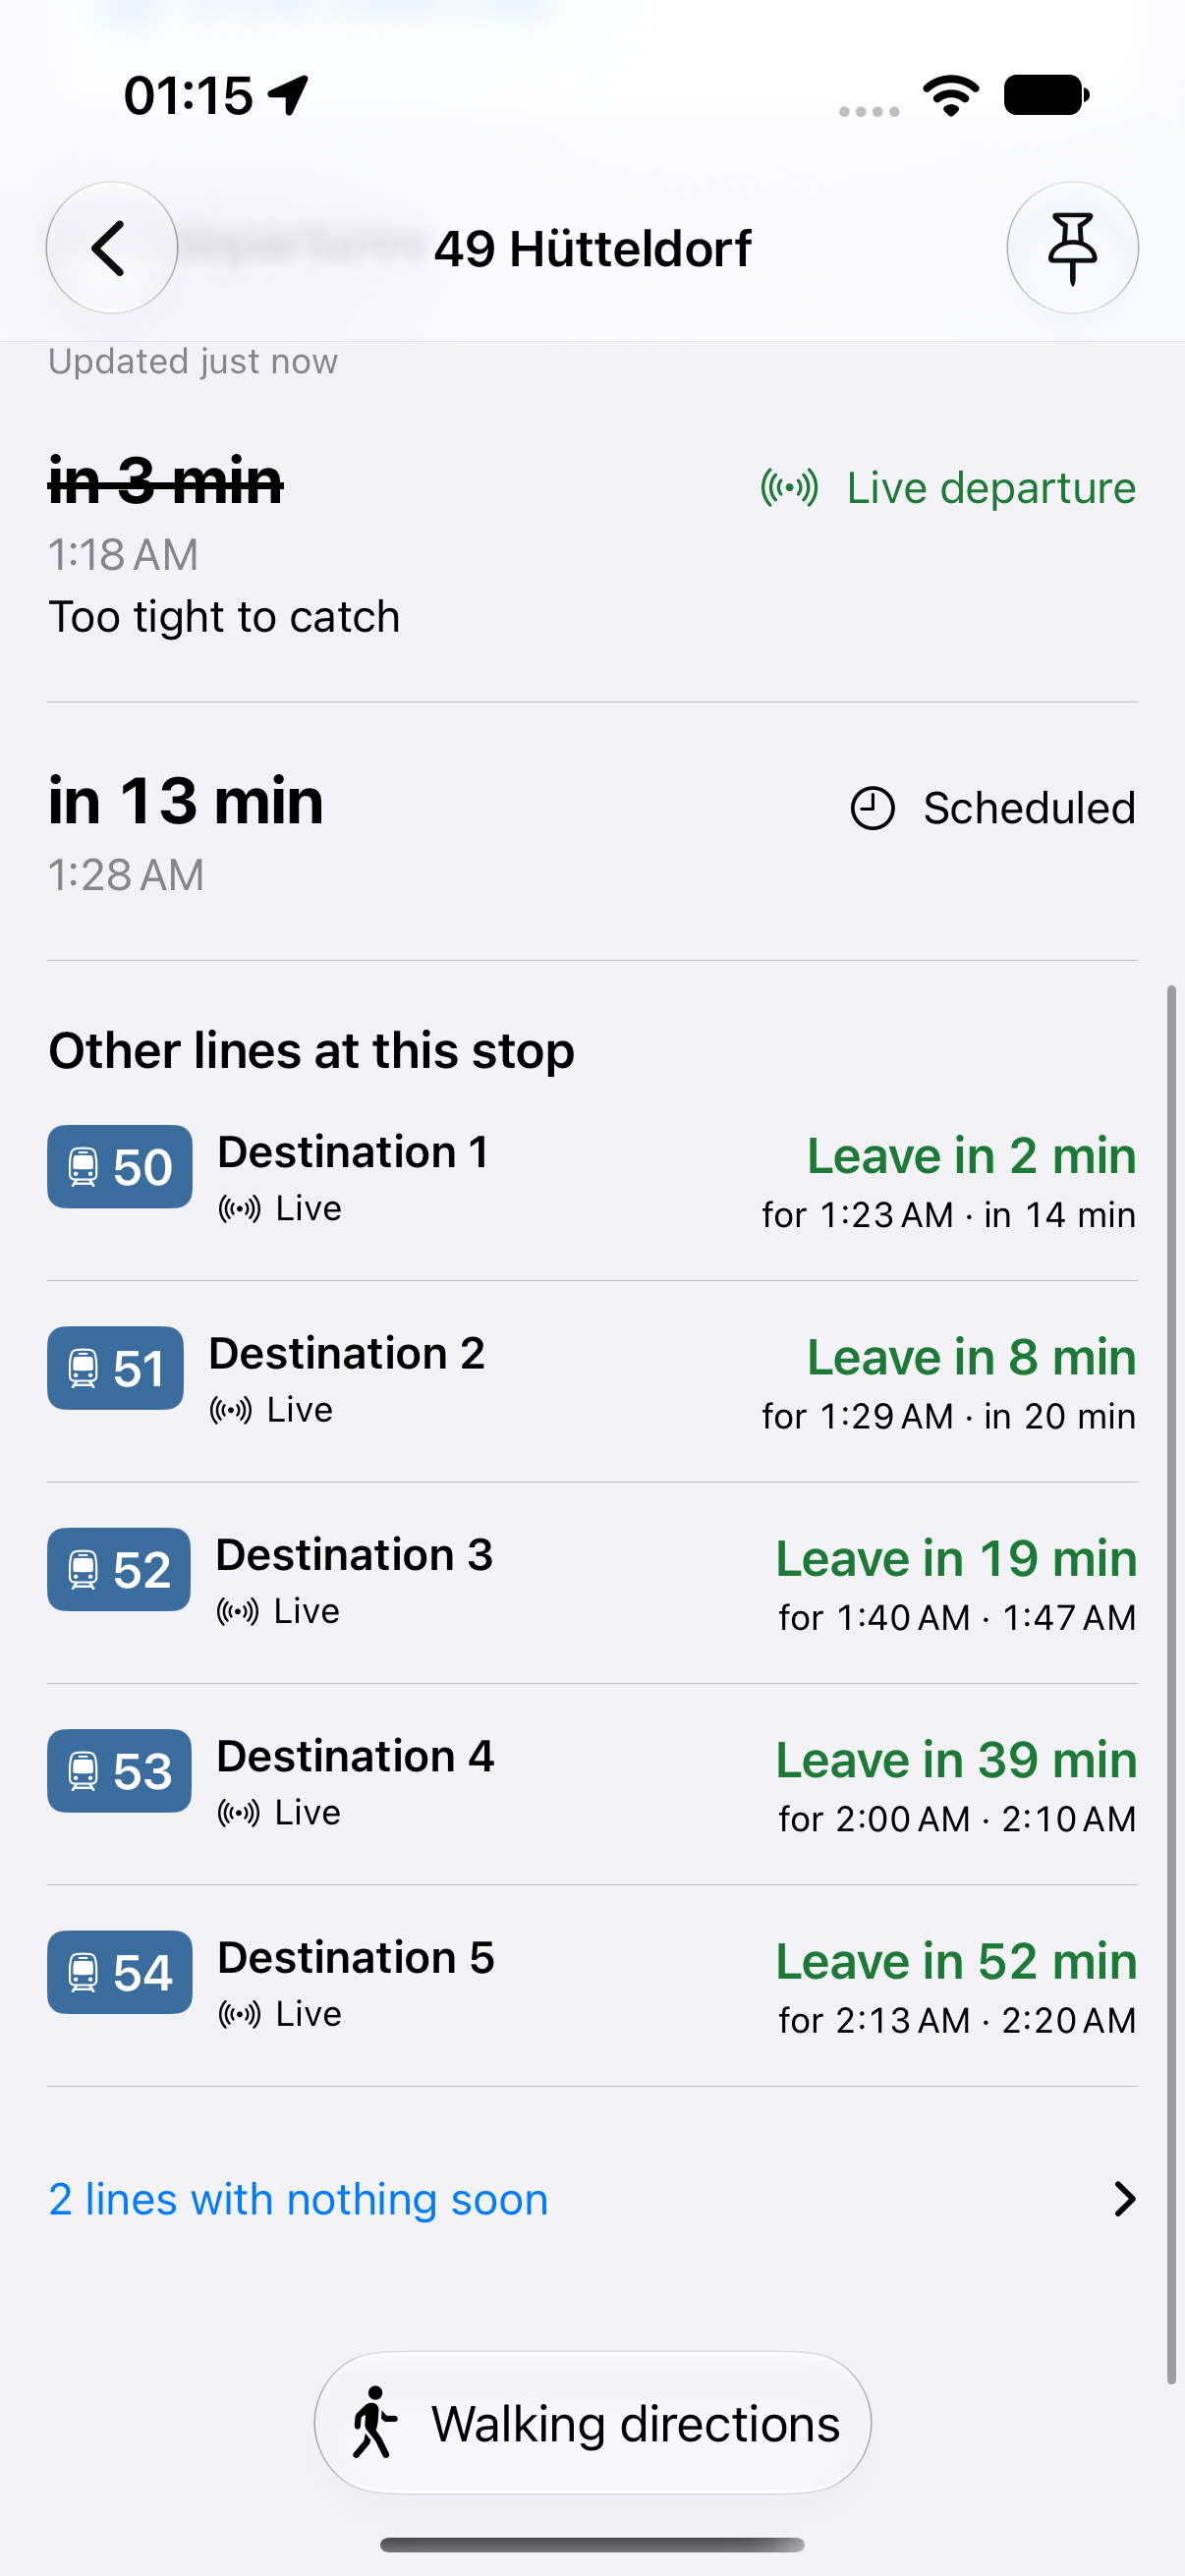 01:15
49 Hütteldorf
Updated just now
in 3 min
Live departure
1:18 AM
Too tight to catch
in 13 min
Scheduled
1:28 AM
Other lines at this stop
50
Destination 1
Live
Leave in 2 min
for 1:23 AM · in 14 min
51
Destination 2
Live
Leave in 8 min
for 1:29 AM · in 20 min
52
Destination 3
Live
Leave in 19 min
for 1:40 AM · 1:47 AM
53
Destination 4
Live
Leave in 39 min
for 2:00 AM · 2:10 AM
54
Destination 5
Live
Leave in 52 min
for 2:13 AM · 2:20 AM
2 lines with nothing soon
Walking directions